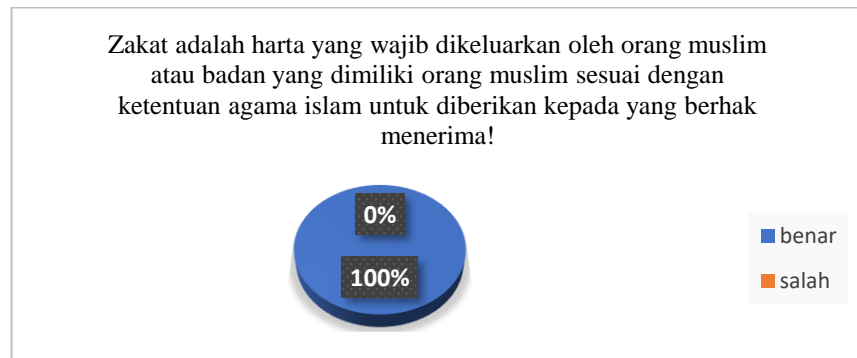 Zakat adalah harta yang wajib dikeluarkan oleh orang muslim
atau badan yang dimiliki orang muslim sesuai dengan
ketentuan agama islam untuk diberikan kepada yang berhak
menerima!
0%
100%
benar
salah